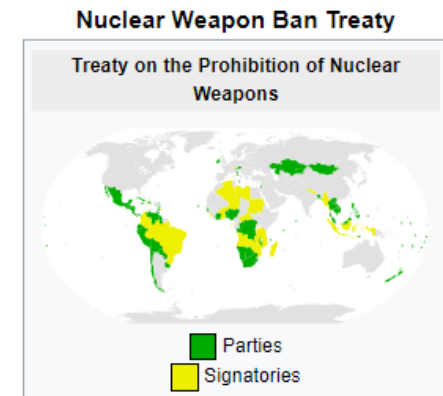 Nuclear Weapon Ban Treaty
Treaty on the Prohibition of Nuclear
Weapons
Parties
Signatories